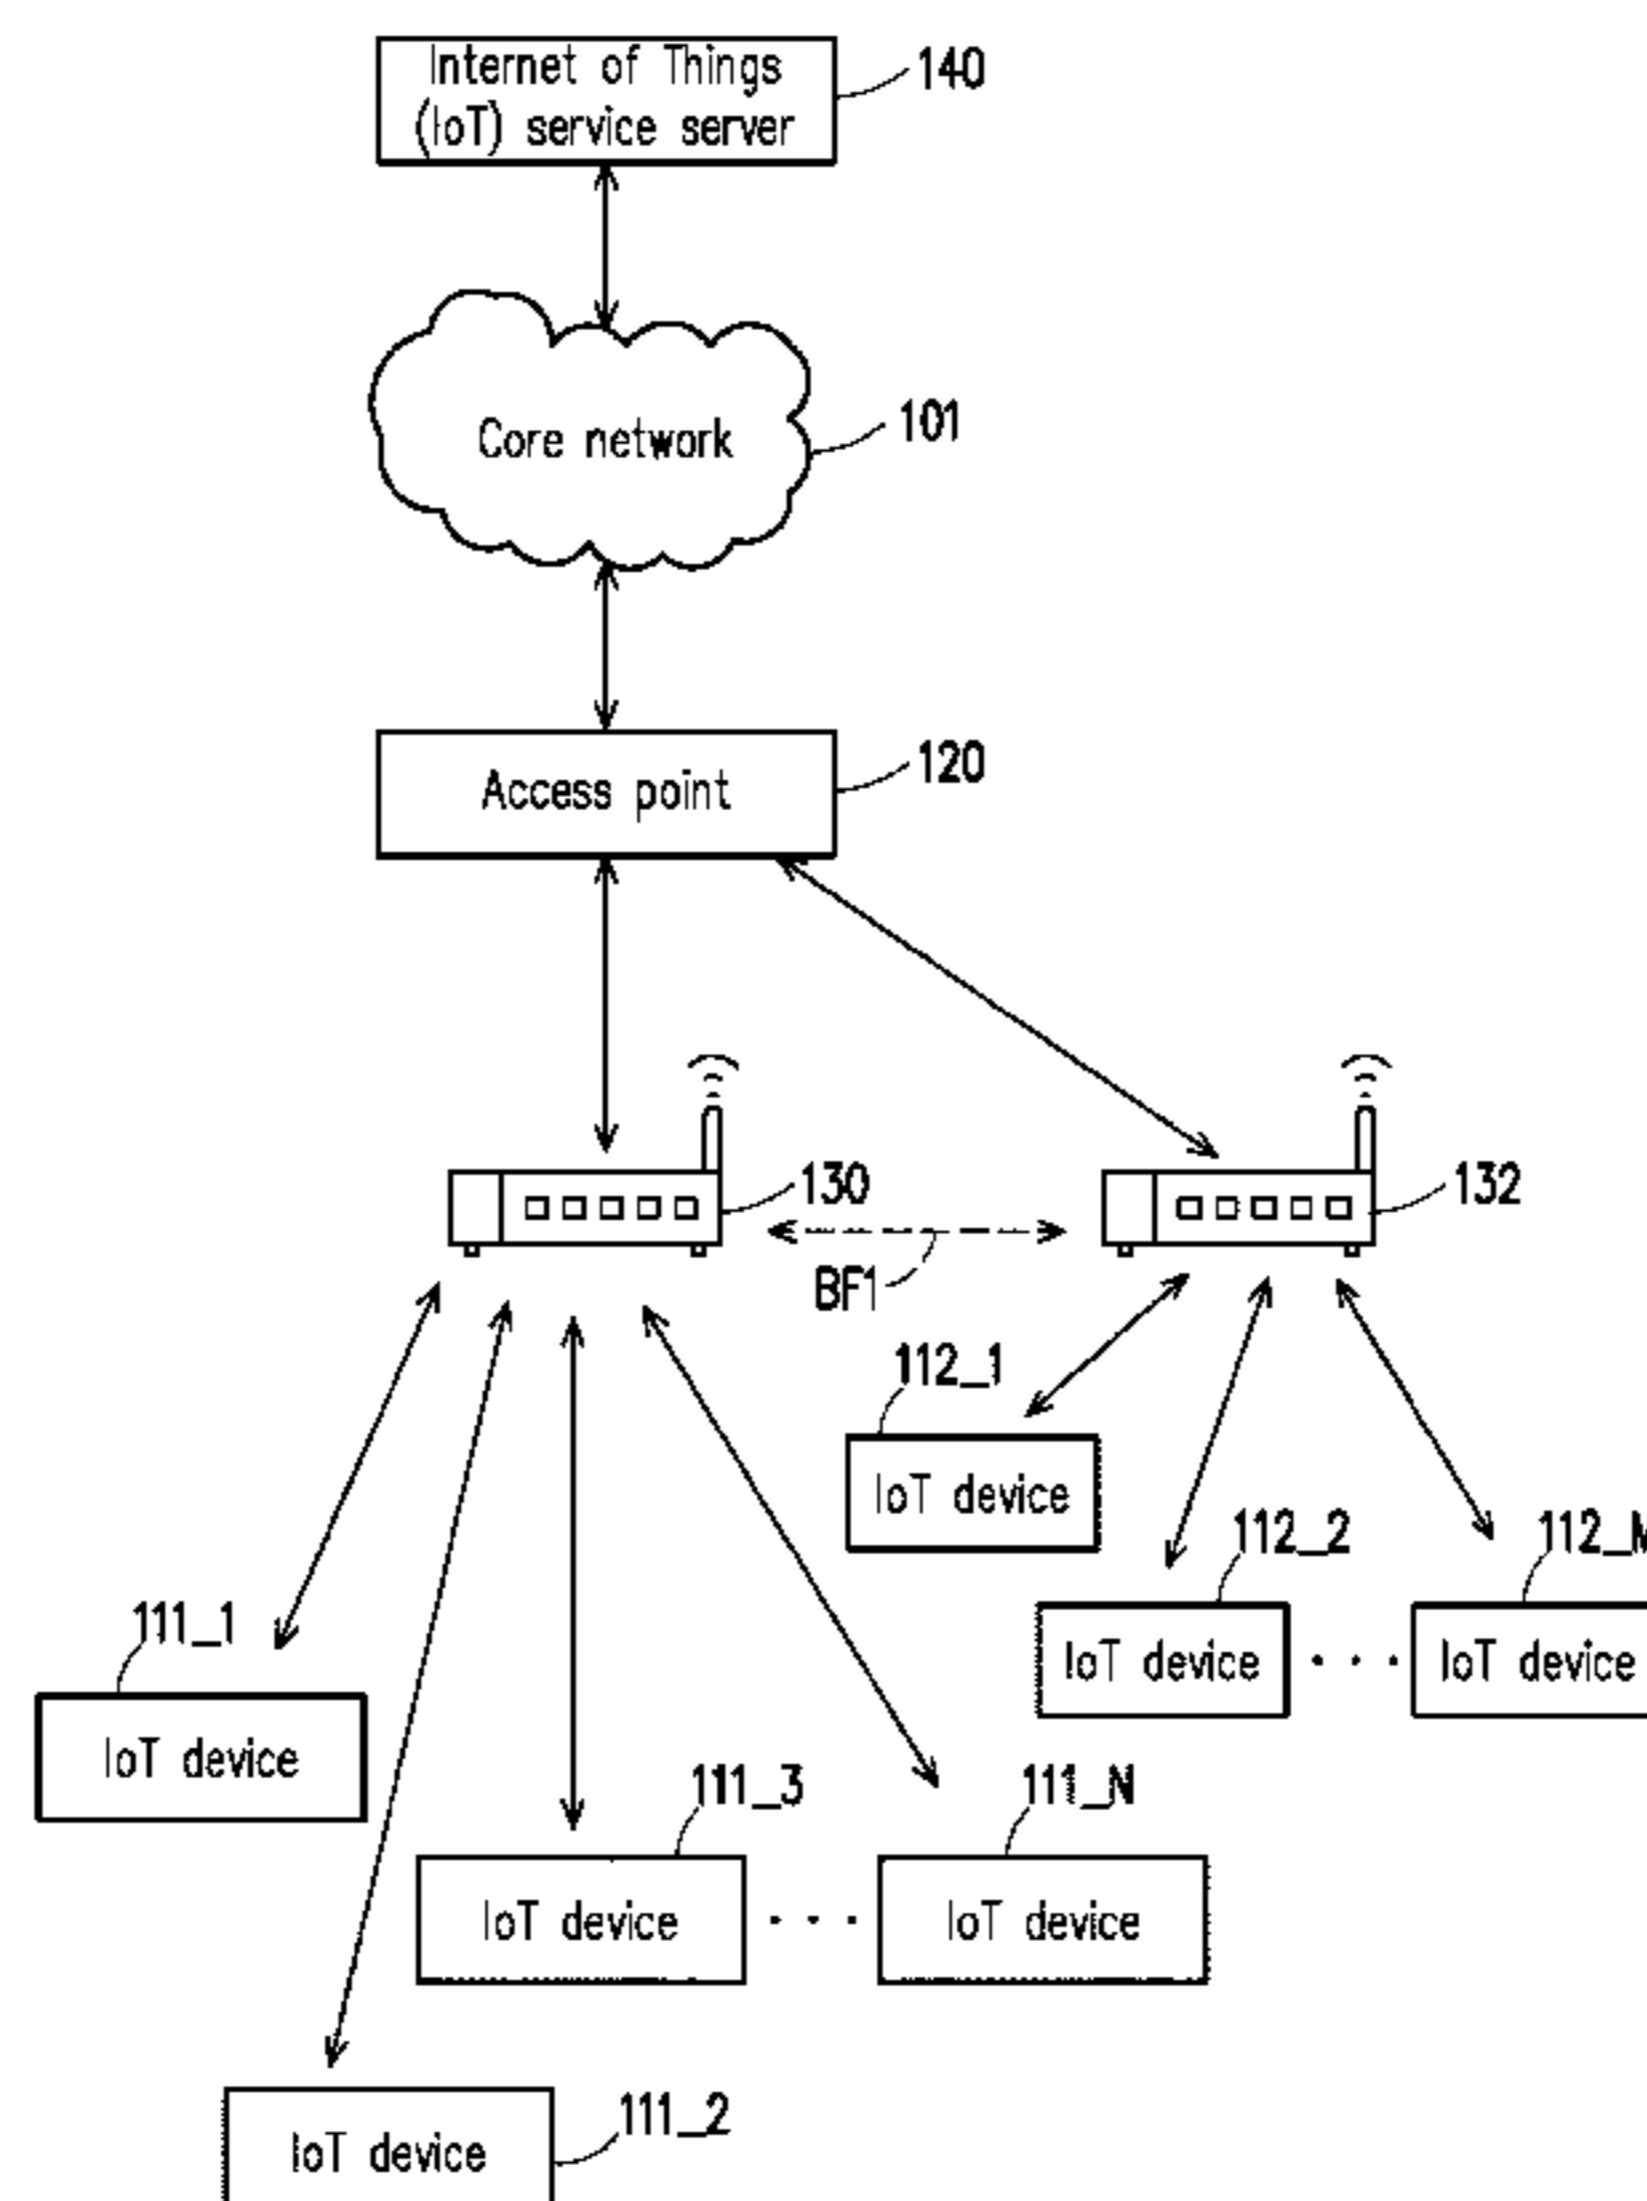 Internet of Things
(IoT) service server
140
Core network
101
Access point
120
130
132
BF1
112_1
IoT device
112_2
112_M
IoT device
IoT device
111_1
IoT device
111_3
111_N
IoT device
IoT device
111_2
IoT device